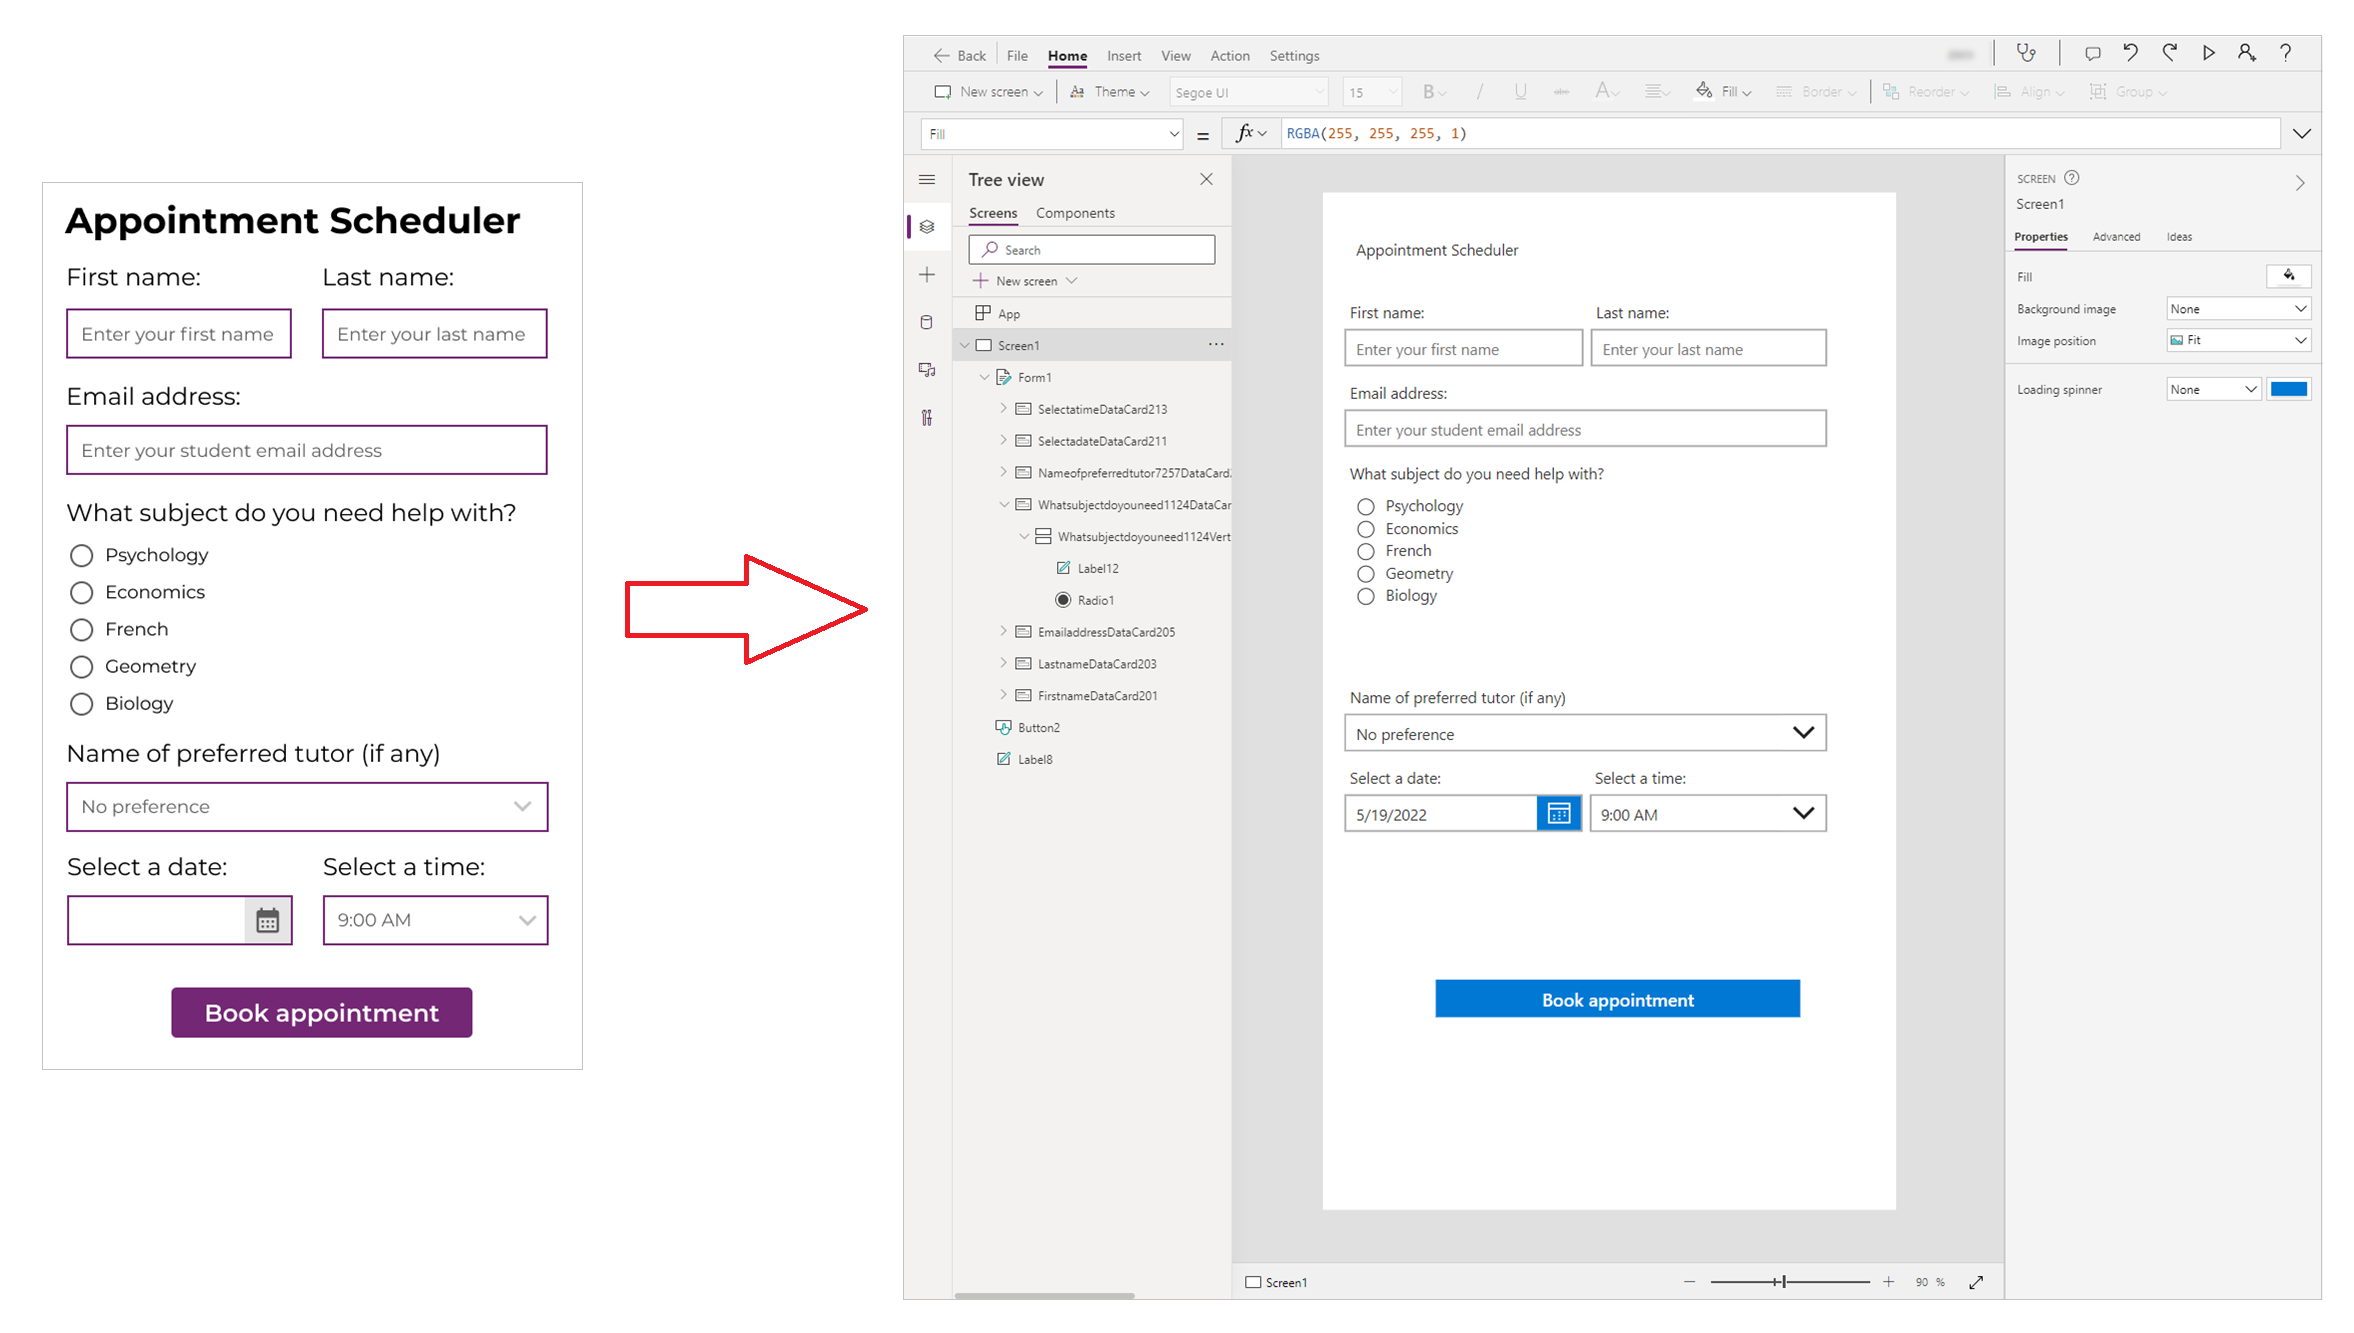 Appointment Scheduler
First name: Last name:
Enter your first name Enter your last name
Email address:
Enter your student email address
What subject do you need help with?
Psychology
Economics
French
Geometry
Biology
Name of preferred tutor (if any)
No preference
Select a date: Select a time:
9:00 AM
Book appointment
Back File Home Insert View Action Settings
New screen Theme Segoe UI 15 B / U abc A Fill Border Reorder Align Group
Fill = fx RGBA(255, 255, 255, 1)
Tree view
Screens Components
Search
New screen
App
Screen1
Form1
SelectatimeDataCard213
SelectadateDataCard211
Nameofpreferredtutor7257DataCard
Whatsubjectdoyouneed1124DataCar
Whatsubjectdoyouneed1124Vert
Label12
Radio1
EmailaddressDataCard205
LastnameDataCard203
FirstnameDataCard201
Button2
Label8
Appointment Scheduler
First name: Last name:
Enter your first name Enter your last name
Email address:
Enter your student email address
What subject do you need help with?
Psychology
Economics
French
Geometry
Biology
Name of preferred tutor (if any)
No preference
Select a date: Select a time:
5/19/2022 9:00 AM
Book appointment
Screen1 90 %
SCREEN
Screen1
Properties Advanced Ideas
Fill
Background image None
Image position Fit
Loading spinner None